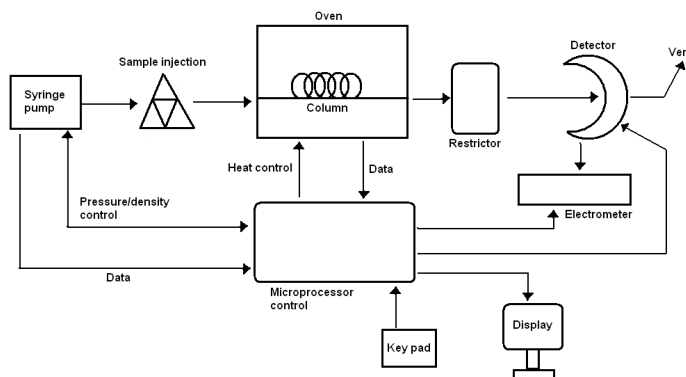 Oven
Detector
Sample injection
Syringe
pump
Column
Restrictor
Heat control
Data
Pressure/density
control
Electrometer
Data
Microprocessor
control
Key pad
Display